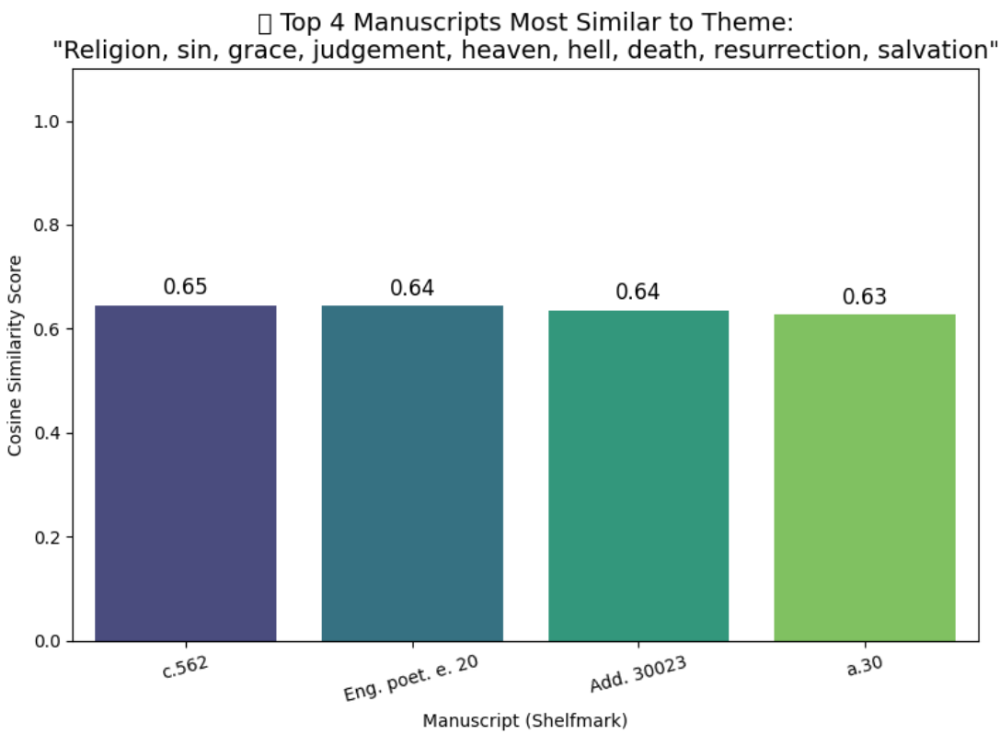 ▯ Top 4 Manuscripts Most Similar to Theme:
"Religion, sin, grace, judgement, heaven, hell, death, resurrection, salvation"
1.0
0.8
0.6
0.4
0.2
0.0
Cosine Similarity Score
0.65
0.64
0.64
0.63
c.562
Eng. poet. e. 20
Add. 30023
a.30
Manuscript (Shelfmark)